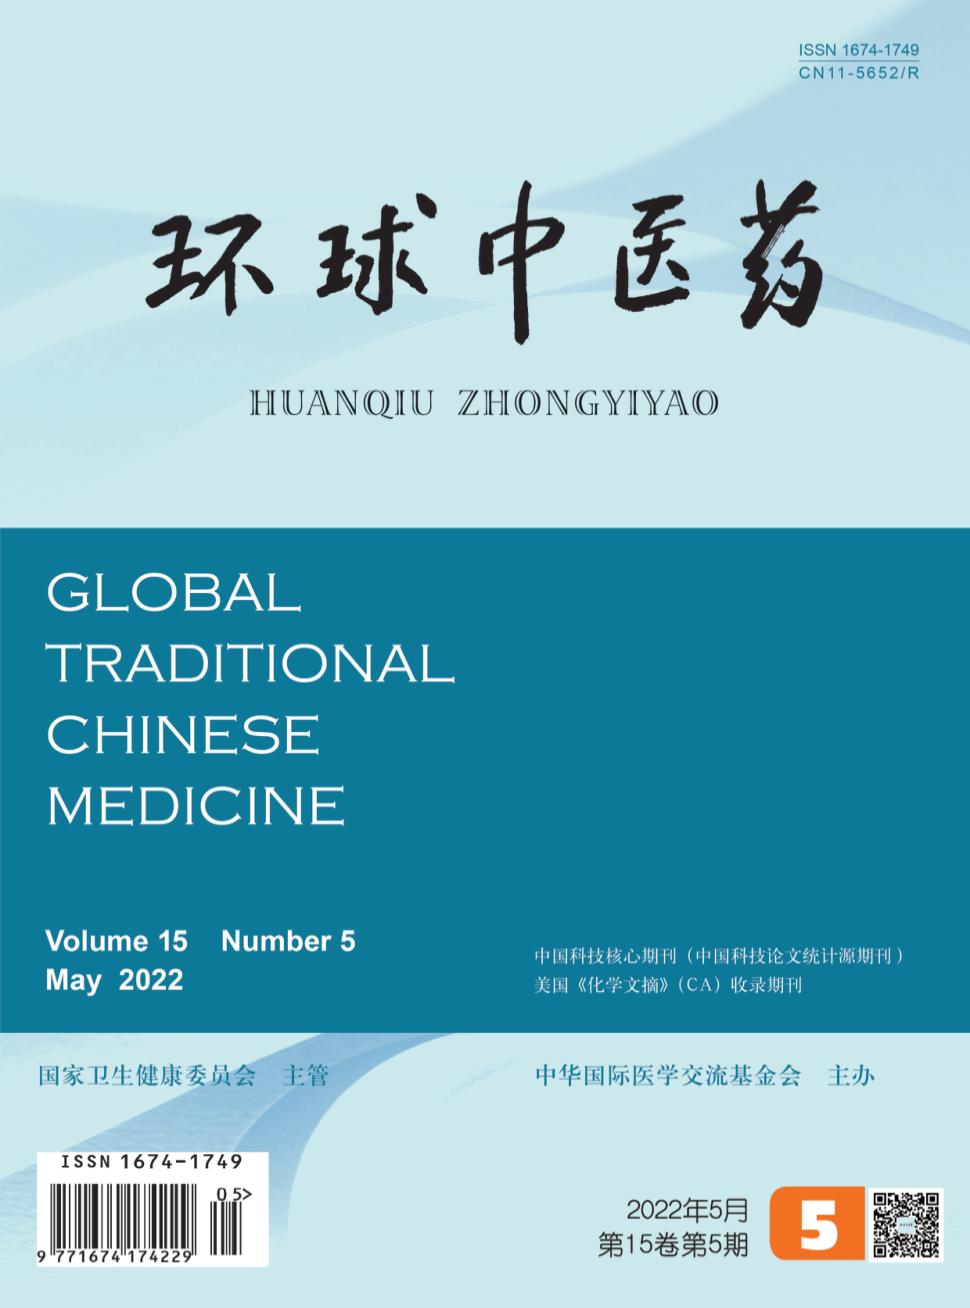 ISSN 1674-1749
CN11-5652/R
环球中医药
HUANQIU ZHONGYIYAO
GLOBAL
TRADITIONAL
CHINESE
MEDICINE
Volume 15 Number 5
May 2022
中国科技核心期刊（中国科技论文统计源期刊）
美国《化学文摘》（CA）收录期刊
国家卫生健康委员会 主管
中华国际医学交流基金会 主办
ISSN 1674-1749
05>
9 771674 174229
2022年5月
第15卷第5期
5